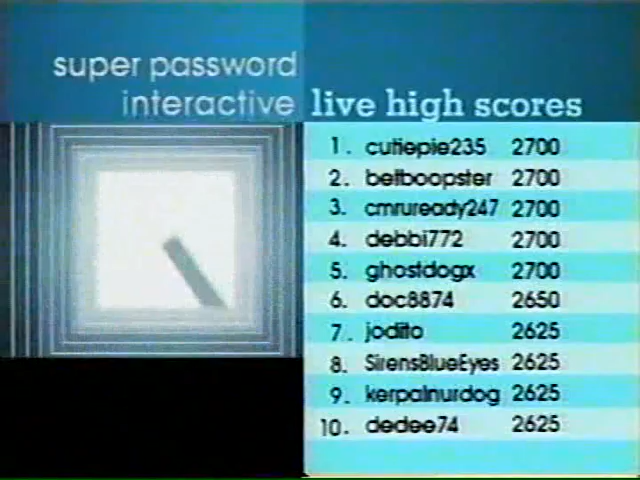 super password
interactive
live high scores
1. cutiepie235 2700
2. betboopster 2700
3. cmruready247 2700
4. debbi772 2700
5. ghostdogx 2700
6. doc8874 2650
7. jodito 2625
8. SirensBlueEyes 2625
9. kerpalnurdog 2625
10. dedee74 2625